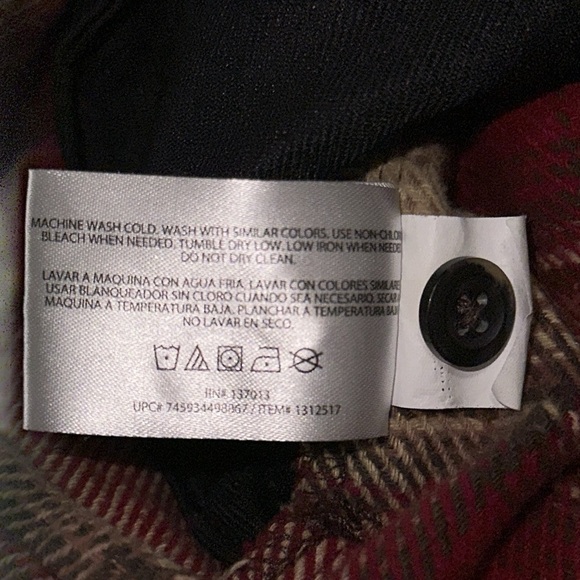 MACHINE WASH COLD. WASH WITH SIMILAR COLORS. USE NON-CHLOR
BLEACH WHEN NEEDED. TUMBLE DRY LOW. LOW IRON WHEN NEEDE
DO NOT DRY CLEAN.
LAVAR A MAQUINA CON AGUA FRIA. LAVAR CON COLORES SIMILARE
USAR BLANQUEADOR SIN CLORO CUANDO SEA NECESARIO. SECAR
MAQUINA A TEMPERATURA BAJA. PLANCHAR A TEMPERATURA BAJA
NO LAVAR EN SECO.
RN# 137013
UPC# / ITEM# 1312517